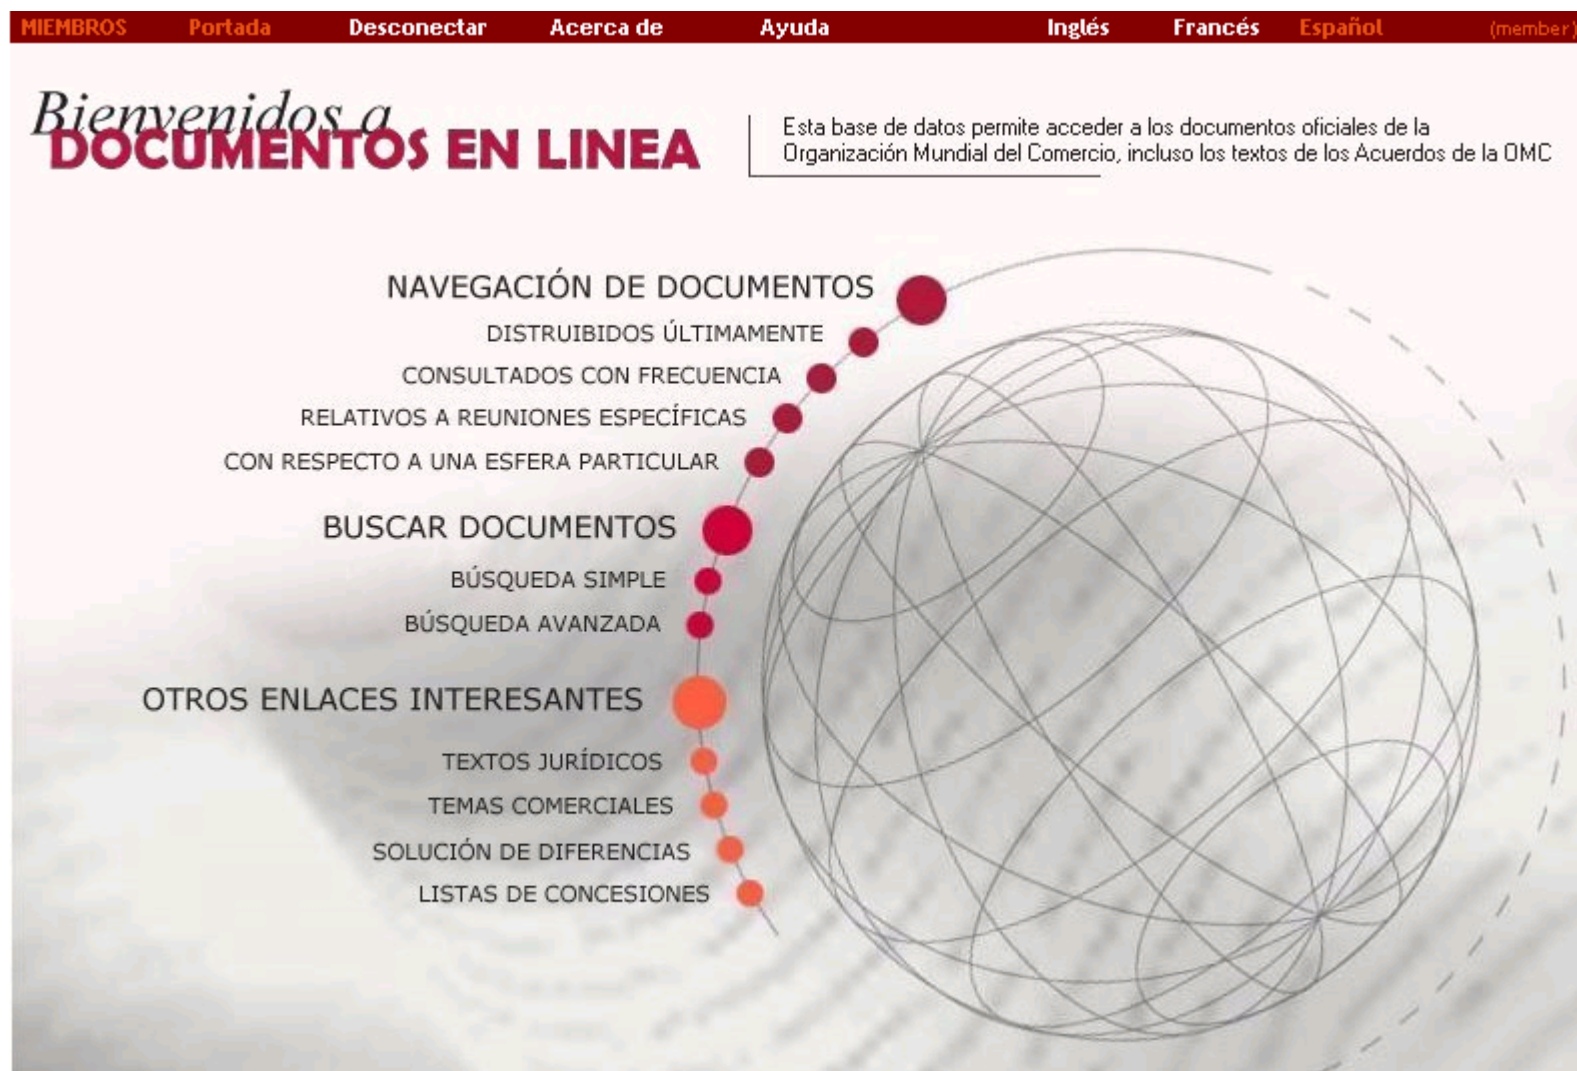 MIEMBROS Portada Desconectar Acerca de Ayuda Inglés Francés Español (member)
Bienvenidos a
DOCUMENTOS EN LINEA
Esta base de datos permite acceder a los documentos oficiales de la
Organización Mundial del Comercio, incluso los textos de los Acuerdos de la OMC
NAVEGACIÓN DE DOCUMENTOS
DISTRUIBIDOS ÚLTIMAMENTE
CONSULTADOS CON FRECUENCIA
RELATIVOS A REUNIONES ESPECÍFICAS
CON RESPECTO A UNA ESFERA PARTICULAR
BUSCAR DOCUMENTOS
BÚSQUEDA SIMPLE
BÚSQUEDA AVANZADA
OTROS ENLACES INTERESANTES
TEXTOS JURÍDICOS
TEMAS COMERCIALES
SOLUCIÓN DE DIFERENCIAS
LISTAS DE CONCESIONES